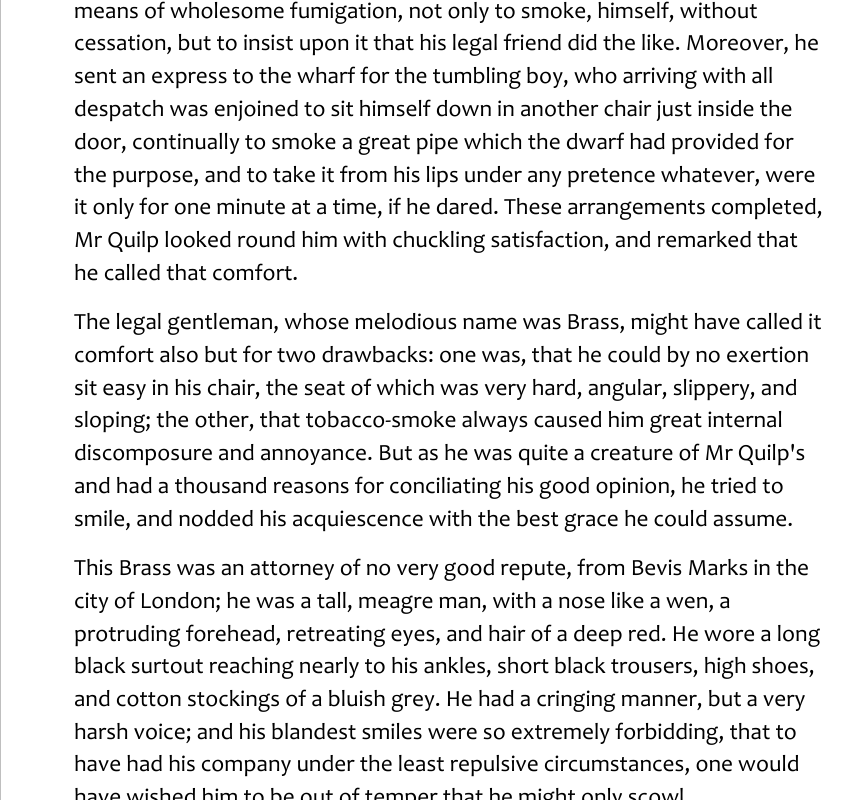 means of wholesome fumigation, not only to smoke, himself, without
cessation, but to insist upon it that his legal friend did the like. Moreover, he
sent an express to the wharf for the tumbling boy, who arriving with all
despatch was enjoined to sit himself down in another chair just inside the
door, continually to smoke a great pipe which the dwarf had provided for
the purpose, and to take it from his lips under any pretence whatever, were
it only for one minute at a time, if he dared. These arrangements completed,
Mr Quilp looked round him with chuckling satisfaction, and remarked that
he called that comfort.
The legal gentleman, whose melodious name was Brass, might have called it
comfort also but for two drawbacks: one was, that he could by no exertion
sit easy in his chair, the seat of which was very hard, angular, slippery, and
sloping; the other, that tobacco-smoke always caused him great internal
discomposure and annoyance. But as he was quite a creature of Mr Quilp's
and had a thousand reasons for conciliating his good opinion, he tried to
smile, and nodded his acquiescence with the best grace he could assume.
This Brass was an attorney of no very good repute, from Bevis Marks in the
city of London; he was a tall, meagre man, with a nose like a wen, a
protruding forehead, retreating eyes, and hair of a deep red. He wore a long
black surtout reaching nearly to his ankles, short black trousers, high shoes,
and cotton stockings of a bluish grey. He had a cringing manner, but a very
harsh voice; and his blandest smiles were so extremely forbidding, that to
have had his company under the least repulsive circumstances, one would
have wished him to be out of temper that he might only scowl.